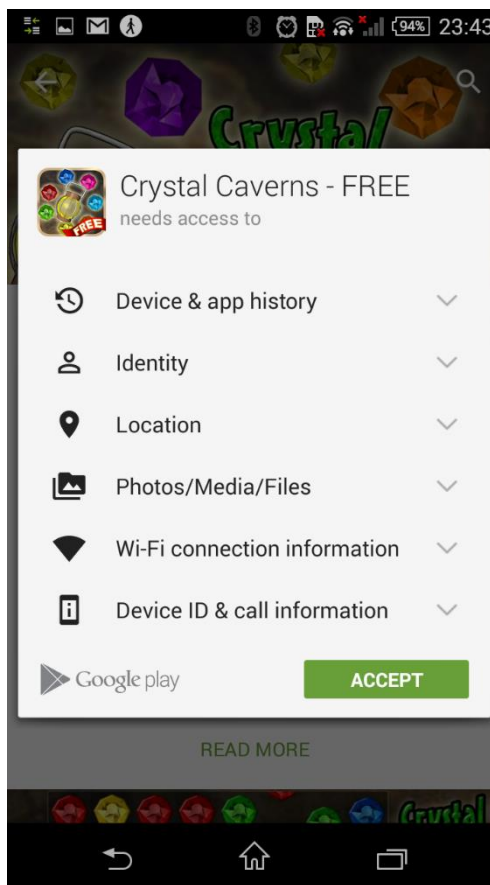 94% 23:43
Crystal
Crystal Caverns - FREE
FREE
needs access to
Device & app history
Identity
Location
Photos/Media/Files
Wi-Fi connection information
Device ID & call information
Google play
ACCEPT
READ MORE
Crystal